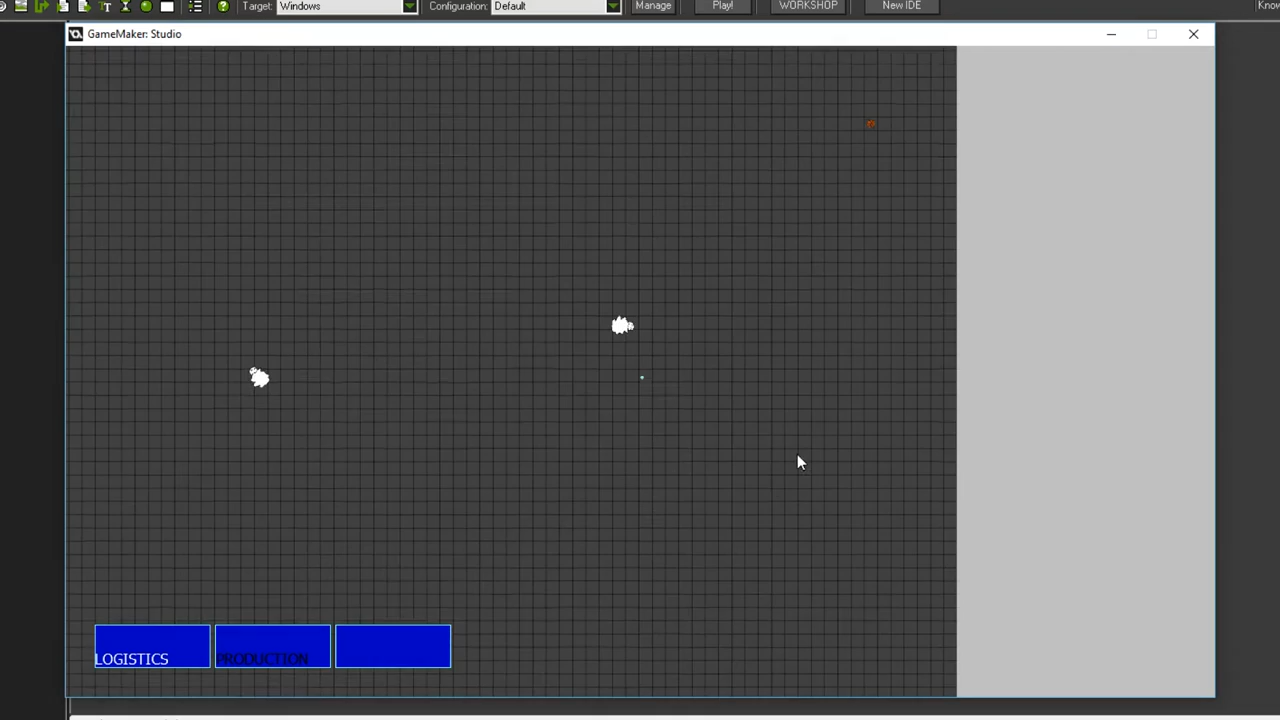 Target: Windows Configuration: Default Manage Play! WORKSHOP New IDE
GameMaker: Studio
LOGISTICS PRODUCTION